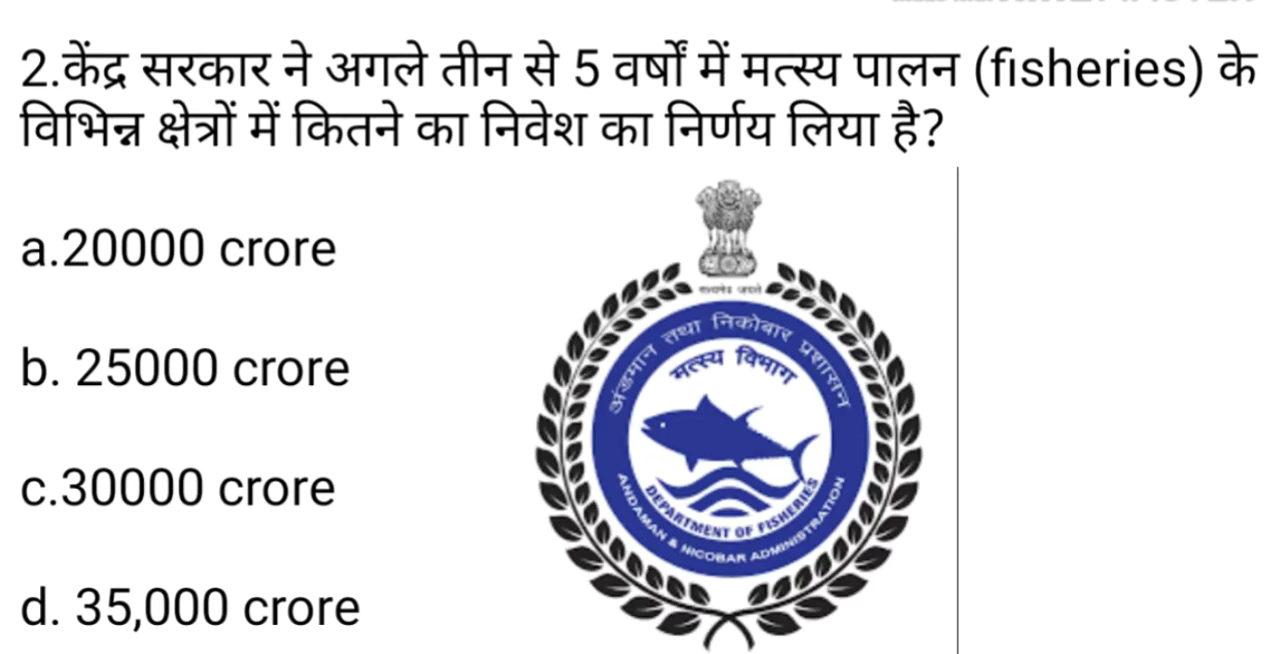 2.केंद्र सरकार ने अगले तीन से 5 वर्षों में मत्स्य पालन (fisheries) के
विभिन्न क्षेत्रों में कितने का निवेश का निर्णय लिया है?
a.20000 crore
b. 25000 crore
c.30000 crore
d. 35,000 crore
सत्यमेव जयते
अंडमान तथा निकोबार प्रशासन
मत्स्य विभाग
DEPARTMENT OF FISHERIES
ANDAMAN & NICOBAR ADMINISTRATION